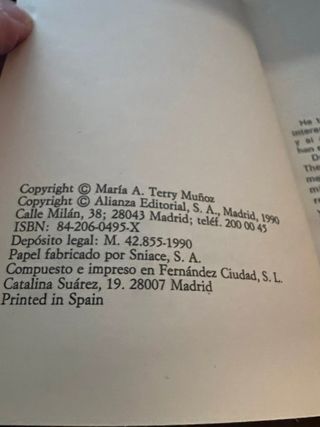 Copyright © María A. Terry Muñoz
Copyright © Alianza Editorial, S. A., Madrid, 1990
Calle Milán, 38; 28043 Madrid; teléf. 200 00 45
ISBN: 84-206-0495-X
Depósito legal: M. 42.855-1990
Papel fabricado por Sniace, S. A.
Compuesto e impreso en Fernández Ciudad, S. L.
Catalina Suárez, 19. 28007 Madrid
Printed in Spain
He
y